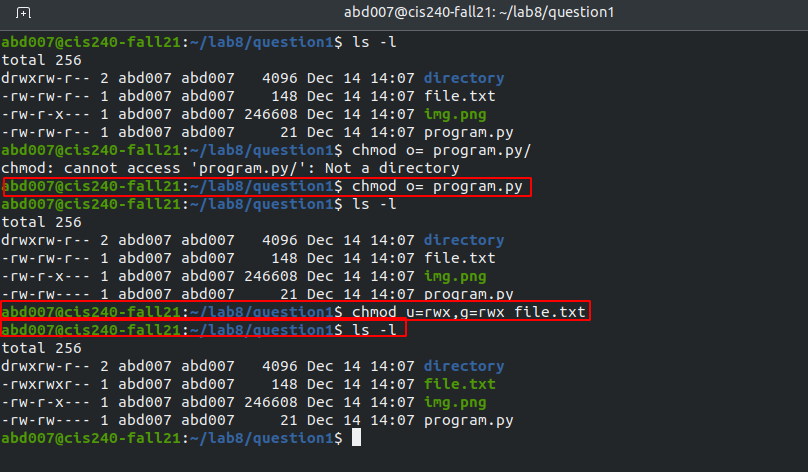 abd007@cis240-fall21: ~/lab8/question1
abd007@cis240-fall21:~/lab8/question1$ ls -l
total 256
drwxrw-r-- 2 abd007 abd007   4096 Dec 14 14:07 directory
-rw-rw-r-- 1 abd007 abd007    148 Dec 14 14:07 file.txt
-rw-r-x--- 1 abd007 abd007 246608 Dec 14 14:07 img.png
-rw-rw-r-- 1 abd007 abd007     21 Dec 14 14:07 program.py
abd007@cis240-fall21:~/lab8/question1$ chmod o= program.py/
chmod: cannot access 'program.py/': Not a directory
abd007@cis240-fall21:~/lab8/question1$ chmod o= program.py
abd007@cis240-fall21:~/lab8/question1$ ls -l
total 256
drwxrw-r-- 2 abd007 abd007   4096 Dec 14 14:07 directory
-rw-rw-r-- 1 abd007 abd007    148 Dec 14 14:07 file.txt
-rw-r-x--- 1 abd007 abd007 246608 Dec 14 14:07 img.png
-rw-rw---- 1 abd007 abd007     21 Dec 14 14:07 program.py
abd007@cis240-fall21:~/lab8/question1$ chmod u=rwx,g=rwx file.txt
abd007@cis240-fall21:~/lab8/question1$ ls -l
total 256
drwxrw-r-- 2 abd007 abd007   4096 Dec 14 14:07 directory
-rwxrwxr-- 1 abd007 abd007    148 Dec 14 14:07 file.txt
-rw-r-x--- 1 abd007 abd007 246608 Dec 14 14:07 img.png
-rw-rw---- 1 abd007 abd007     21 Dec 14 14:07 program.py
abd007@cis240-fall21:~/lab8/question1$